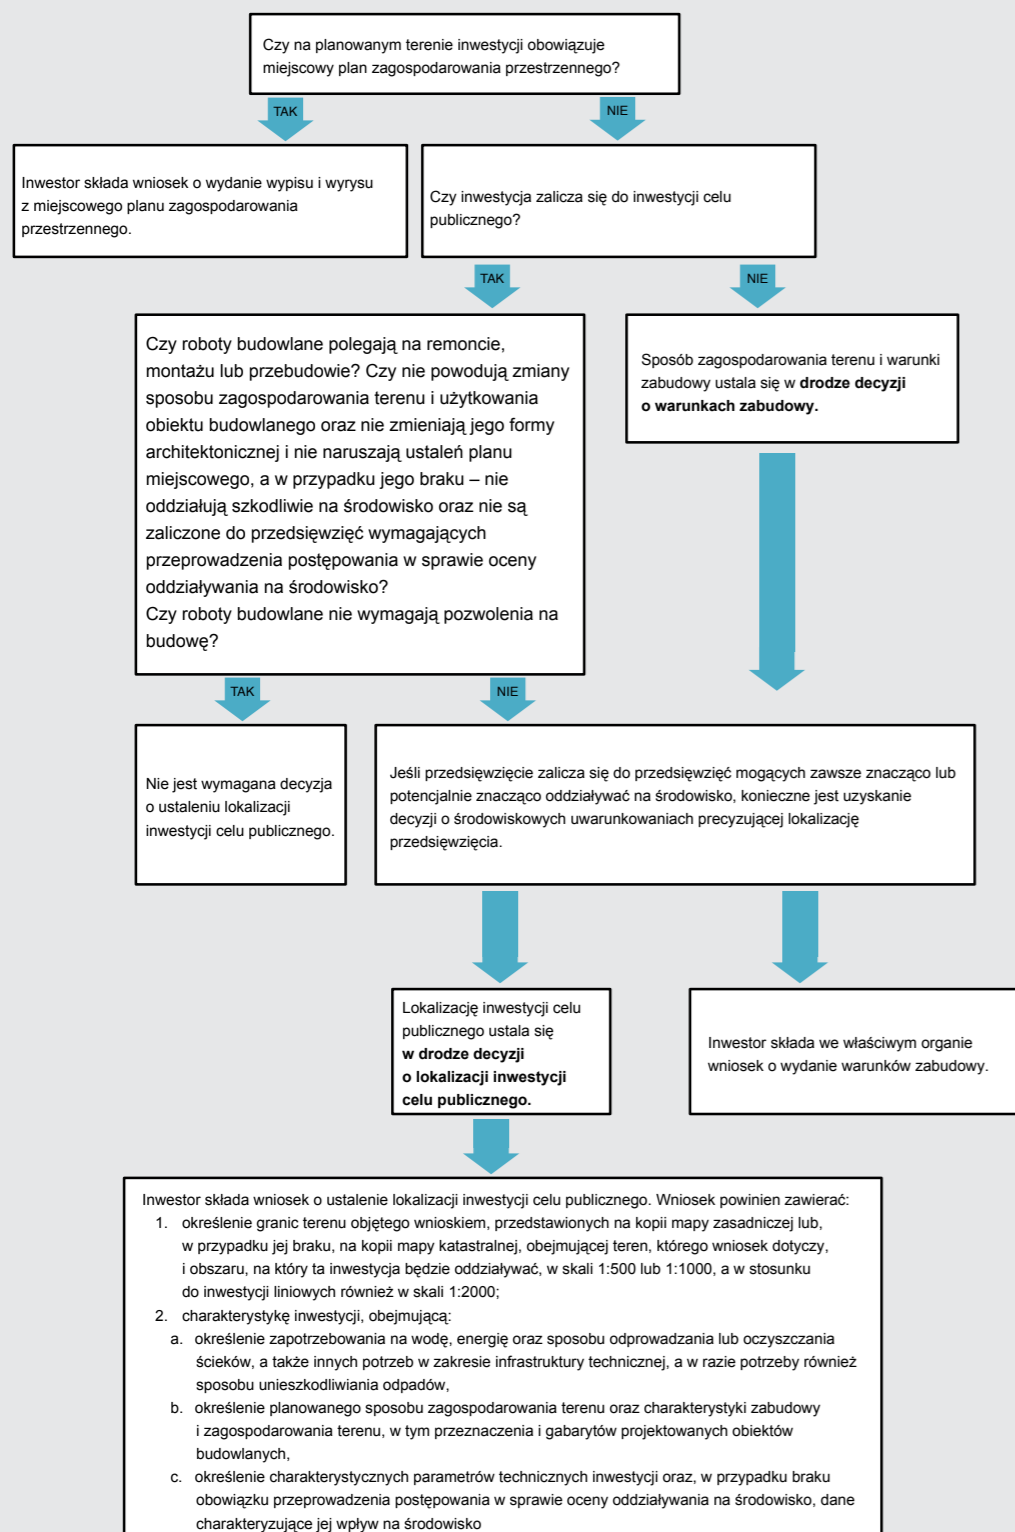 Czy na planowanym terenie inwestycji obowiązuje
miejscowy plan zagospodarowania przestrzennego?
TAK
NIE
Inwestor składa wniosek o wydanie wypisu i wyrysu
z miejscowego planu zagospodarowania
przestrzennego.
Czy inwestycja zalicza się do inwestycji celu
publicznego?
TAK
NIE
Czy roboty budowlane polegają na remoncie,
montażu lub przebudowie? Czy nie powodują zmiany
sposobu zagospodarowania terenu i użytkowania
obiektu budowlanego oraz nie zmieniają jego formy
architektonicznej i nie naruszają ustaleń planu
miejscowego, a w przypadku jego braku – nie
oddziałują szkodliwie na środowisko oraz nie są
zaliczone do przedsięwzięć wymagających
przeprowadzenia postępowania w sprawie oceny
oddziaływania na środowisko?
Czy roboty budowlane nie wymagają pozwolenia na
budowę?
Sposób zagospodarowania terenu i warunki
zabudowy ustala się w drodze decyzji
o warunkach zabudowy.
TAK
NIE
Nie jest wymagana decyzja
o ustaleniu lokalizacji
inwestycji celu publicznego.
Jeśli przedsięwzięcie zalicza się do przedsięwzięć mogących zawsze znacząco lub
potencjalnie znacząco oddziaływać na środowisko, konieczne jest uzyskanie
decyzji o środowiskowych uwarunkowaniach precyzującej lokalizację
przedsięwzięcia.
Lokalizację inwestycji celu
publicznego ustala się
w drodze decyzji
o lokalizacji inwestycji
celu publicznego.
Inwestor składa we właściwym organie
wniosek o wydanie warunków zabudowy.
Inwestor składa wniosek o ustalenie lokalizacji inwestycji celu publicznego. Wniosek powinien zawierać:
1. określenie granic terenu objętego wnioskiem, przedstawionych na kopii mapy zasadniczej lub,
w przypadku jej braku, na kopii mapy katastralnej, obejmującej teren, którego wniosek dotyczy,
i obszaru, na który ta inwestycja będzie oddziaływać, w skali 1:500 lub 1:1000, a w stosunku
do inwestycji liniowych również w skali 1:2000;
2. charakterystykę inwestycji, obejmującą:
a. określenie zapotrzebowania na wodę, energię oraz sposobu odprowadzania lub oczyszczania
ścieków, a także innych potrzeb w zakresie infrastruktury technicznej, a w razie potrzeby również
sposobu unieszkodliwiania odpadów,
b. określenie planowanego sposobu zagospodarowania terenu oraz charakterystyki zabudowy
i zagospodarowania terenu, w tym przeznaczenia i gabarytów projektowanych obiektów
budowlanych,
c. określenie charakterystycznych parametrów technicznych inwestycji oraz, w przypadku braku
obowiązku przeprowadzenia postępowania w sprawie oceny oddziaływania na środowisko, dane
charakteryzujące jej wpływ na środowisko